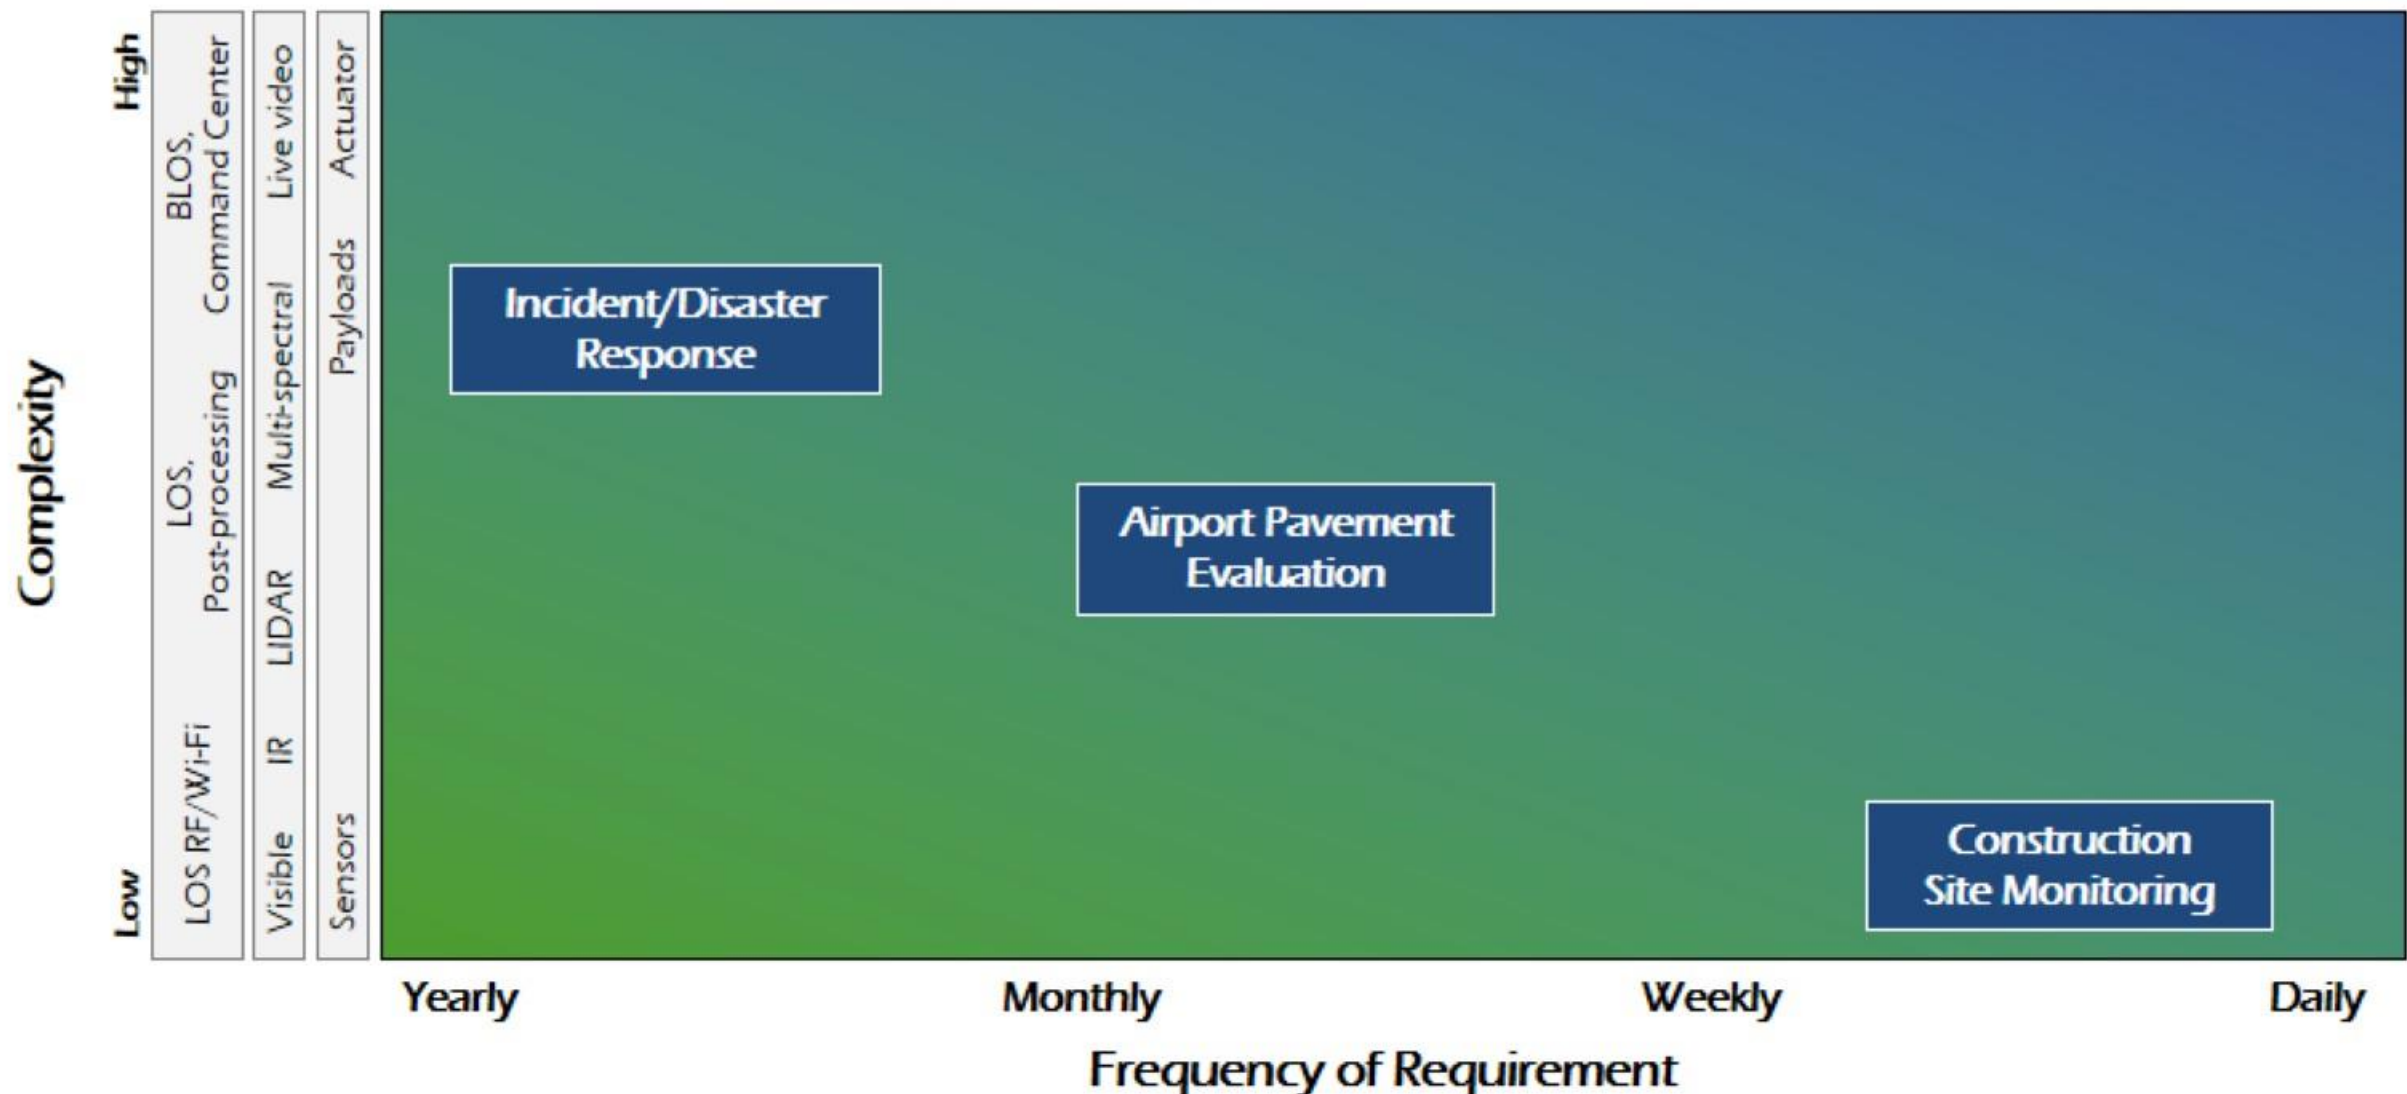 Complexity
High
Low
BLOS,
Command Center
LOS,
Post-processing
LOS RF/Wi-Fi
Live video
Multi-spectral
LIDAR
IR
Visible
Actuator
Payloads
Sensors
Incident/Disaster
Response
Airport Pavement
Evaluation
Construction
Site Monitoring
Yearly
Monthly
Weekly
Daily
Frequency of Requirement